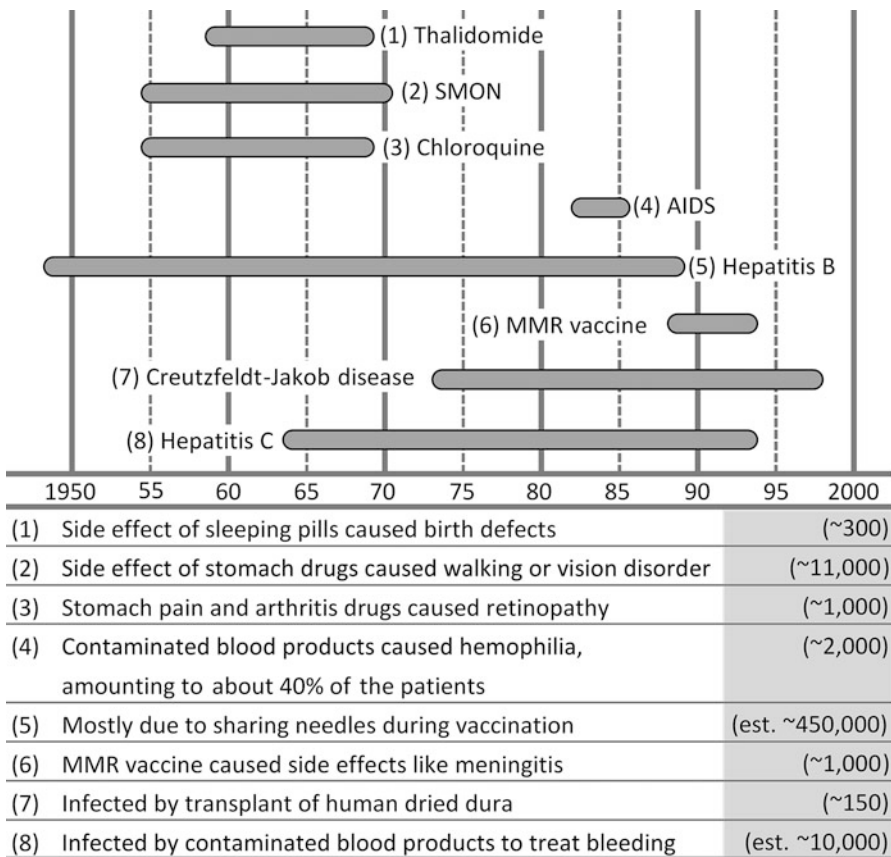 (1) Thalidomide
(2) SMON
(3) Chloroquine
(4) AIDS
(5) Hepatitis B
(6) MMR vaccine
(7) Creutzfeldt-Jakob disease
(8) Hepatitis C
1950 55 60 65 70 75 80 85 90 95 2000
(1) Side effect of sleeping pills caused birth defects (~300)
(2) Side effect of stomach drugs caused walking or vision disorder (~11,000)
(3) Stomach pain and arthritis drugs caused retinopathy (~1,000)
(4) Contaminated blood products caused hemophilia, (~2,000)
amounting to about 40% of the patients
(5) Mostly due to sharing needles during vaccination (est. ~450,000)
(6) MMR vaccine caused side effects like meningitis (~1,000)
(7) Infected by transplant of human dried dura (~150)
(8) Infected by contaminated blood products to treat bleeding (est. ~10,000)